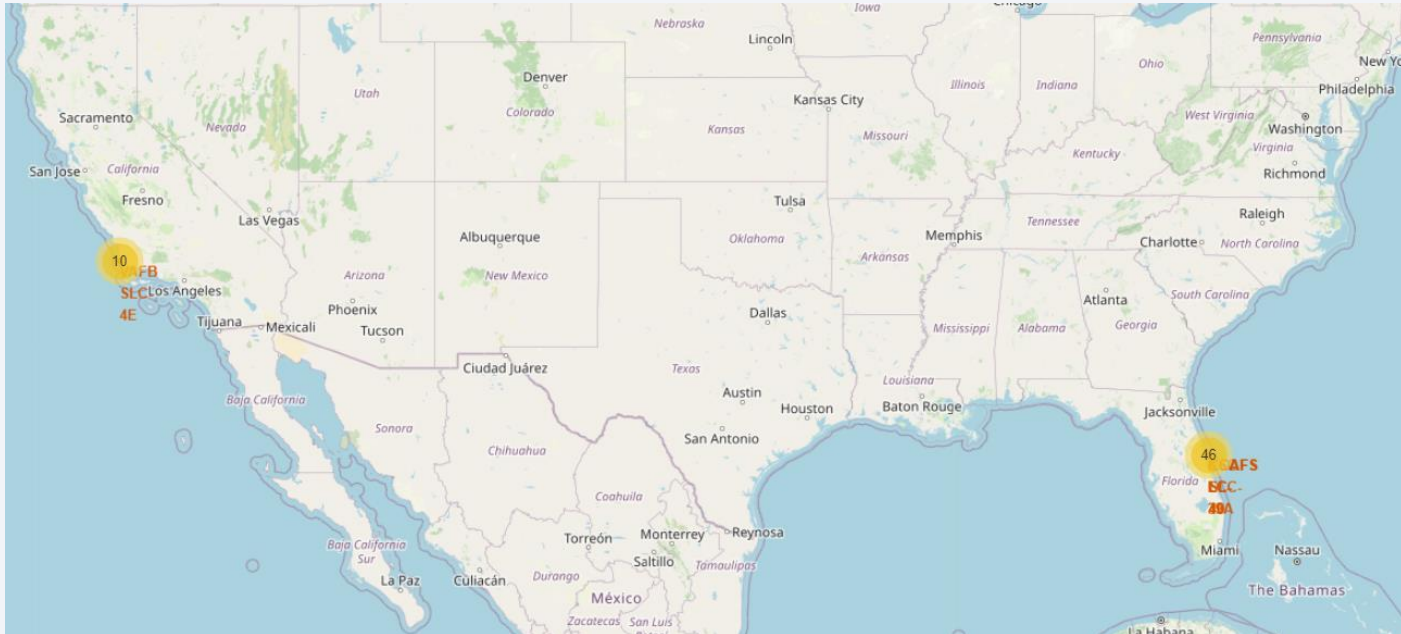 Chicago
Iowa
Nebraska
Lincoln
Pennsylvania
New Yo
Ohio
Illinois
Indiana
Denver
Utah
Colorado
Kansas City
Philadelphia
Sacramento
Nevada
Kansas
Missouri
West Virginia
Washington
San Jose
California
Kentucky
Virginia
Richmond
Fresno
Las Vegas
Tulsa
Tennessee
Raleigh
Albuquerque
Oklahoma
Memphis
Charlotte
North Carolina
10
AFB
SLC-
4E
Los Angeles
Arizona
New Mexico
Arkansas
Atlanta
South Carolina
Phoenix
Tijuana
Mexicali
Tucson
Dallas
Mississippi
Alabama
Georgia
Ciudad Juárez
Texas
Louisiana
Baja California
Austin
Houston
Baton Rouge
Jacksonville
Sonora
Chihuahua
San Antonio
46
AFS
Florida
Coahuila
Torreón
Monterrey
Reynosa
Saltillo
Tamaulipas
Miami
Nassau
Baja California
Sur
La Paz
Culiacán
Durango
México
The Bahamas
Zacatecas
San Luis
La Habana